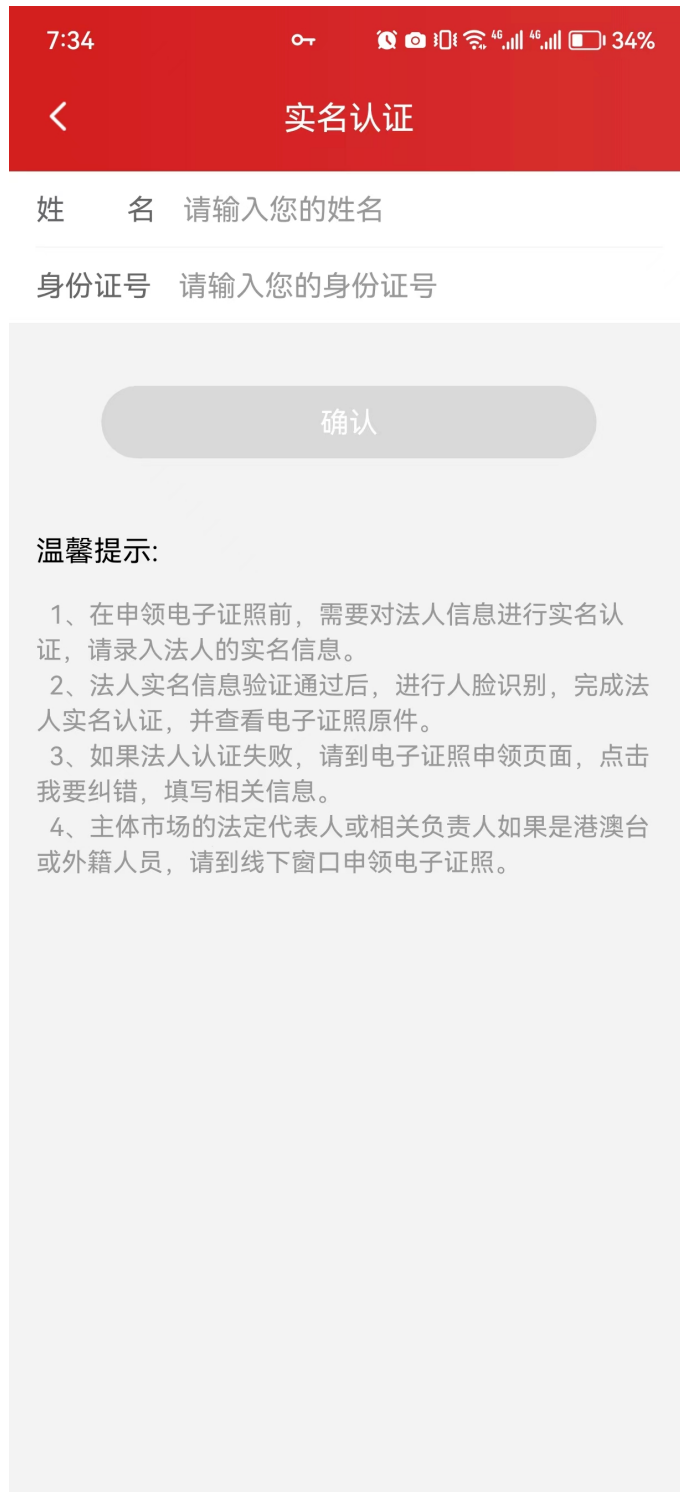 7:34 4G 4G 34%
实名认证
姓 名 请输入您的姓名
身份证号 请输入您的身份证号
确认
温馨提示:
1、在申领电子证照前，需要对法人信息进行实名认
证，请录入法人的实名信息。
2、法人实名信息验证通过后，进行人脸识别，完成法
人实名认证，并查看电子证照原件。
3、如果法人认证失败，请到电子证照申领页面，点击
我要纠错，填写相关信息。
4、主体市场的法定代表人或相关负责人如果是港澳台
或外籍人员，请到线下窗口申领电子证照。